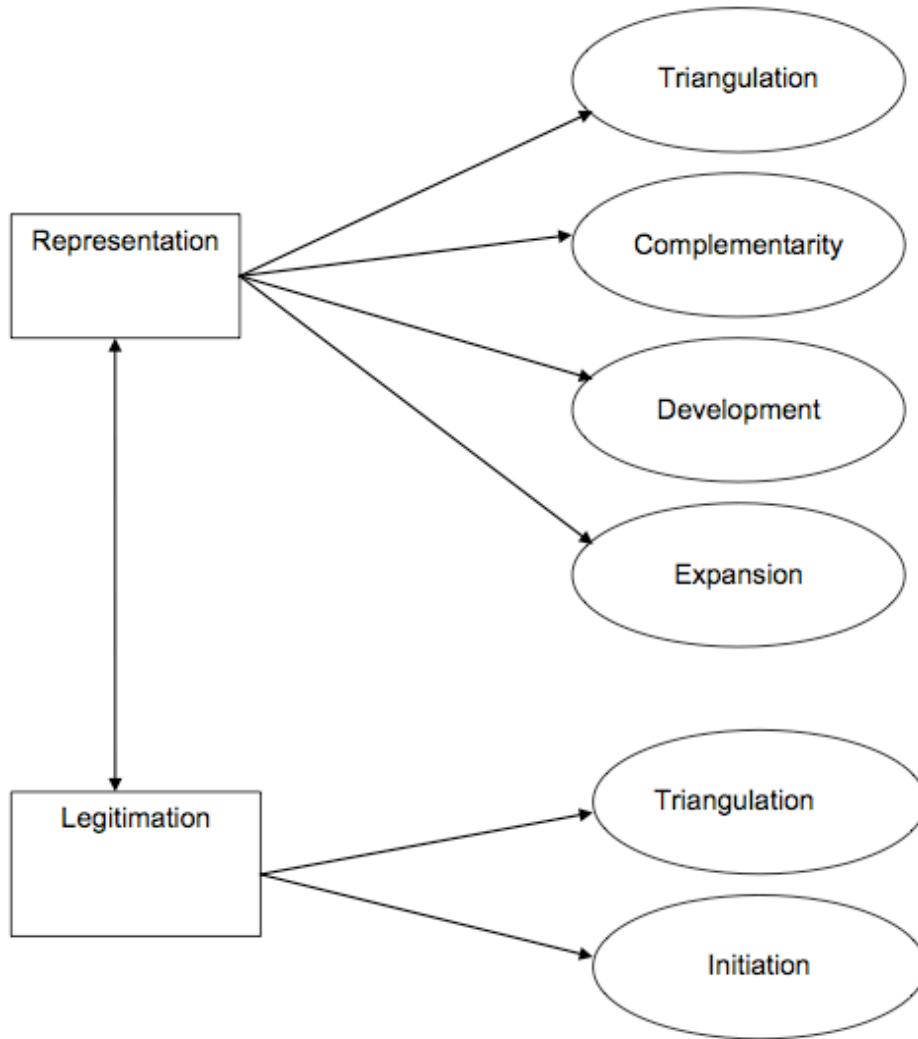 Triangulation
Representation
Complementarity
Development
Expansion
Legitimation
Triangulation
Initiation